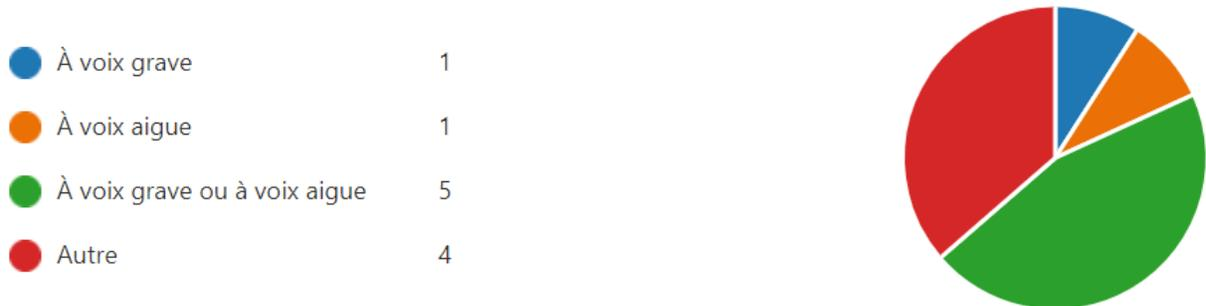 À voix grave 1
À voix aigue 1
À voix grave ou à voix aigue 5
Autre 4